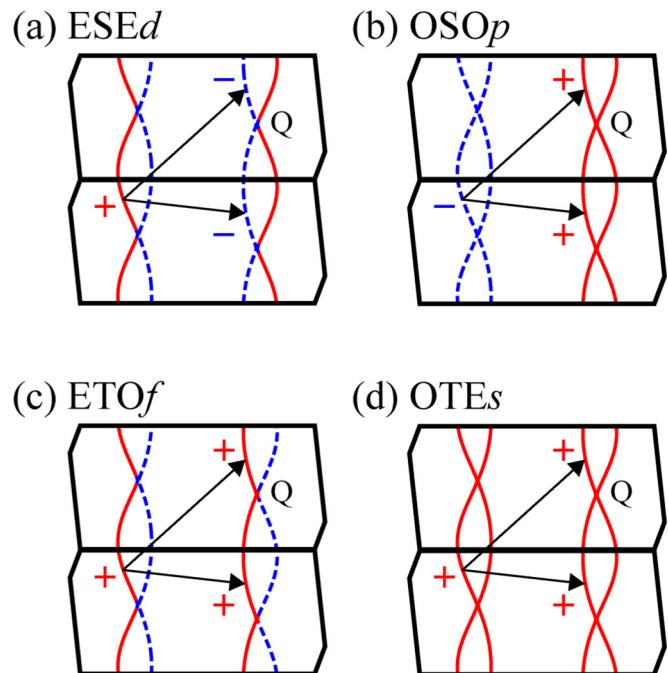 (a) ESEd
(b) OSOp
−
+
Q
Q
+
−
−
+
(c) ETOf
(d) OTEs
+
+
Q
Q
+
+
+
+